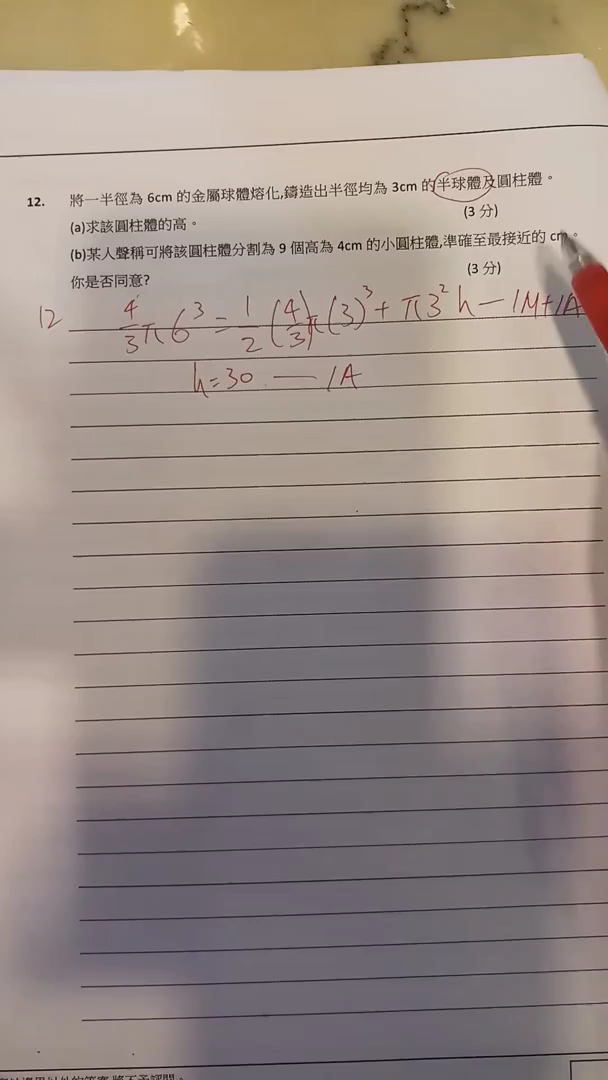 12. 將一半徑為 6cm 的金屬球體熔化,鑄造出半徑均為 3cm 的半球體及圓柱體。
(a)求該圓柱體的高。 (3 分)
(b)某人聲稱可將該圓柱體分割為 9 個高為 4cm 的小圓柱體,準確至最接近的 cm。
你是否同意? (3 分)
12 4/3 π 6³ = 1/2 (4/3)π(3)³ + π3²h — 1M+1A
h=30 — 1A